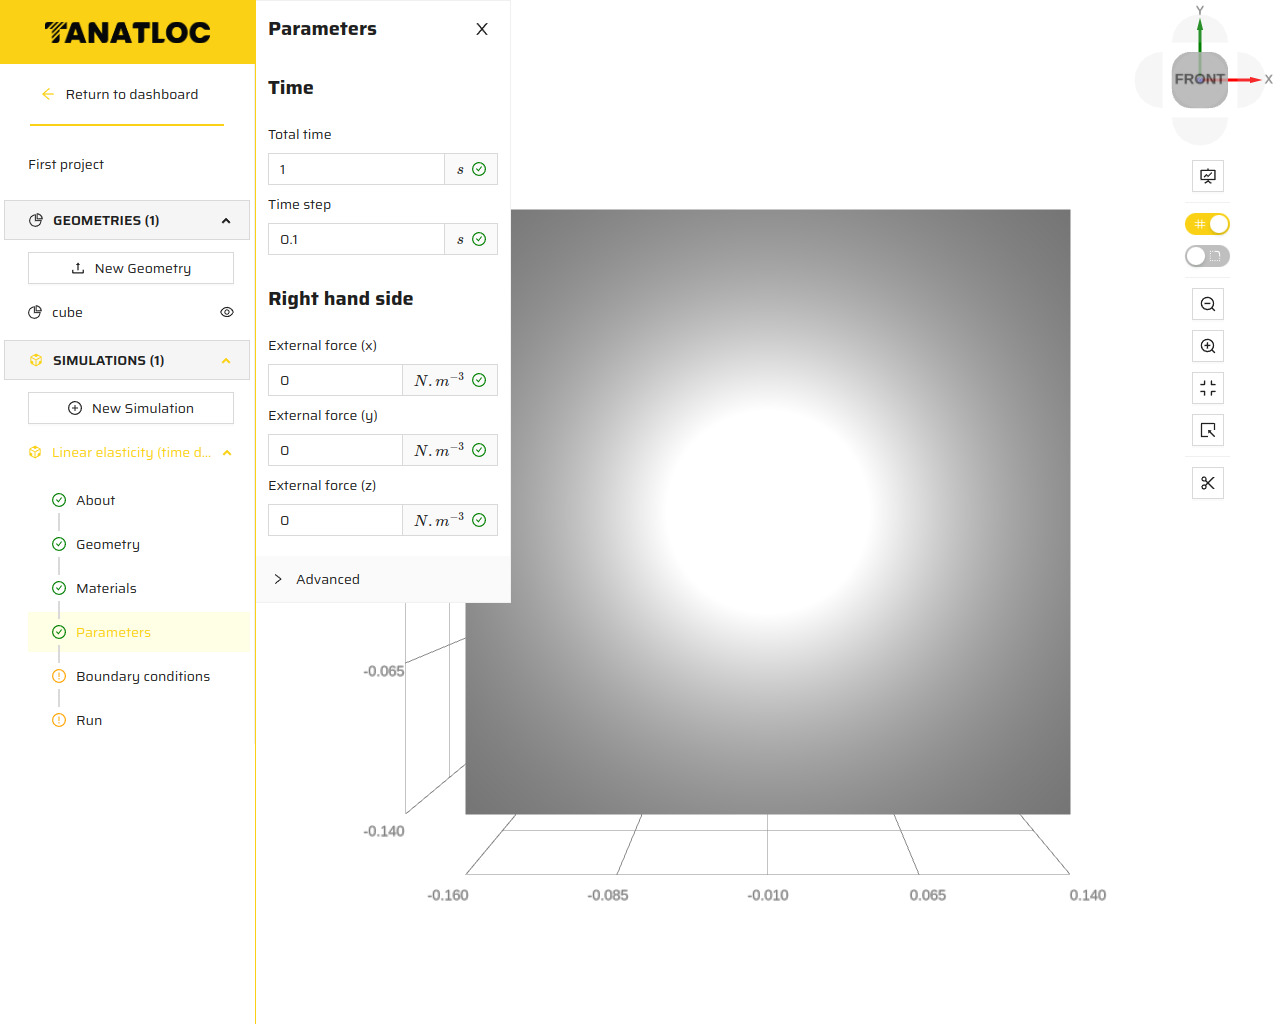 TANATLOC
Return to dashboard
First project
GEOMETRIES (1)
New Geometry
cube
SIMULATIONS (1)
New Simulation
Linear elasticity (time d...
About
Geometry
Materials
Parameters
Boundary conditions
Run
Parameters
Time
Total time
1 s
Time step
0.1 s
Right hand side
External force (x)
0 N.m⁻³
External force (y)
0 N.m⁻³
External force (z)
0 N.m⁻³
Advanced
Y
FRONT
X
-0.065
-0.140
-0.160 -0.085 -0.010 0.065 0.140